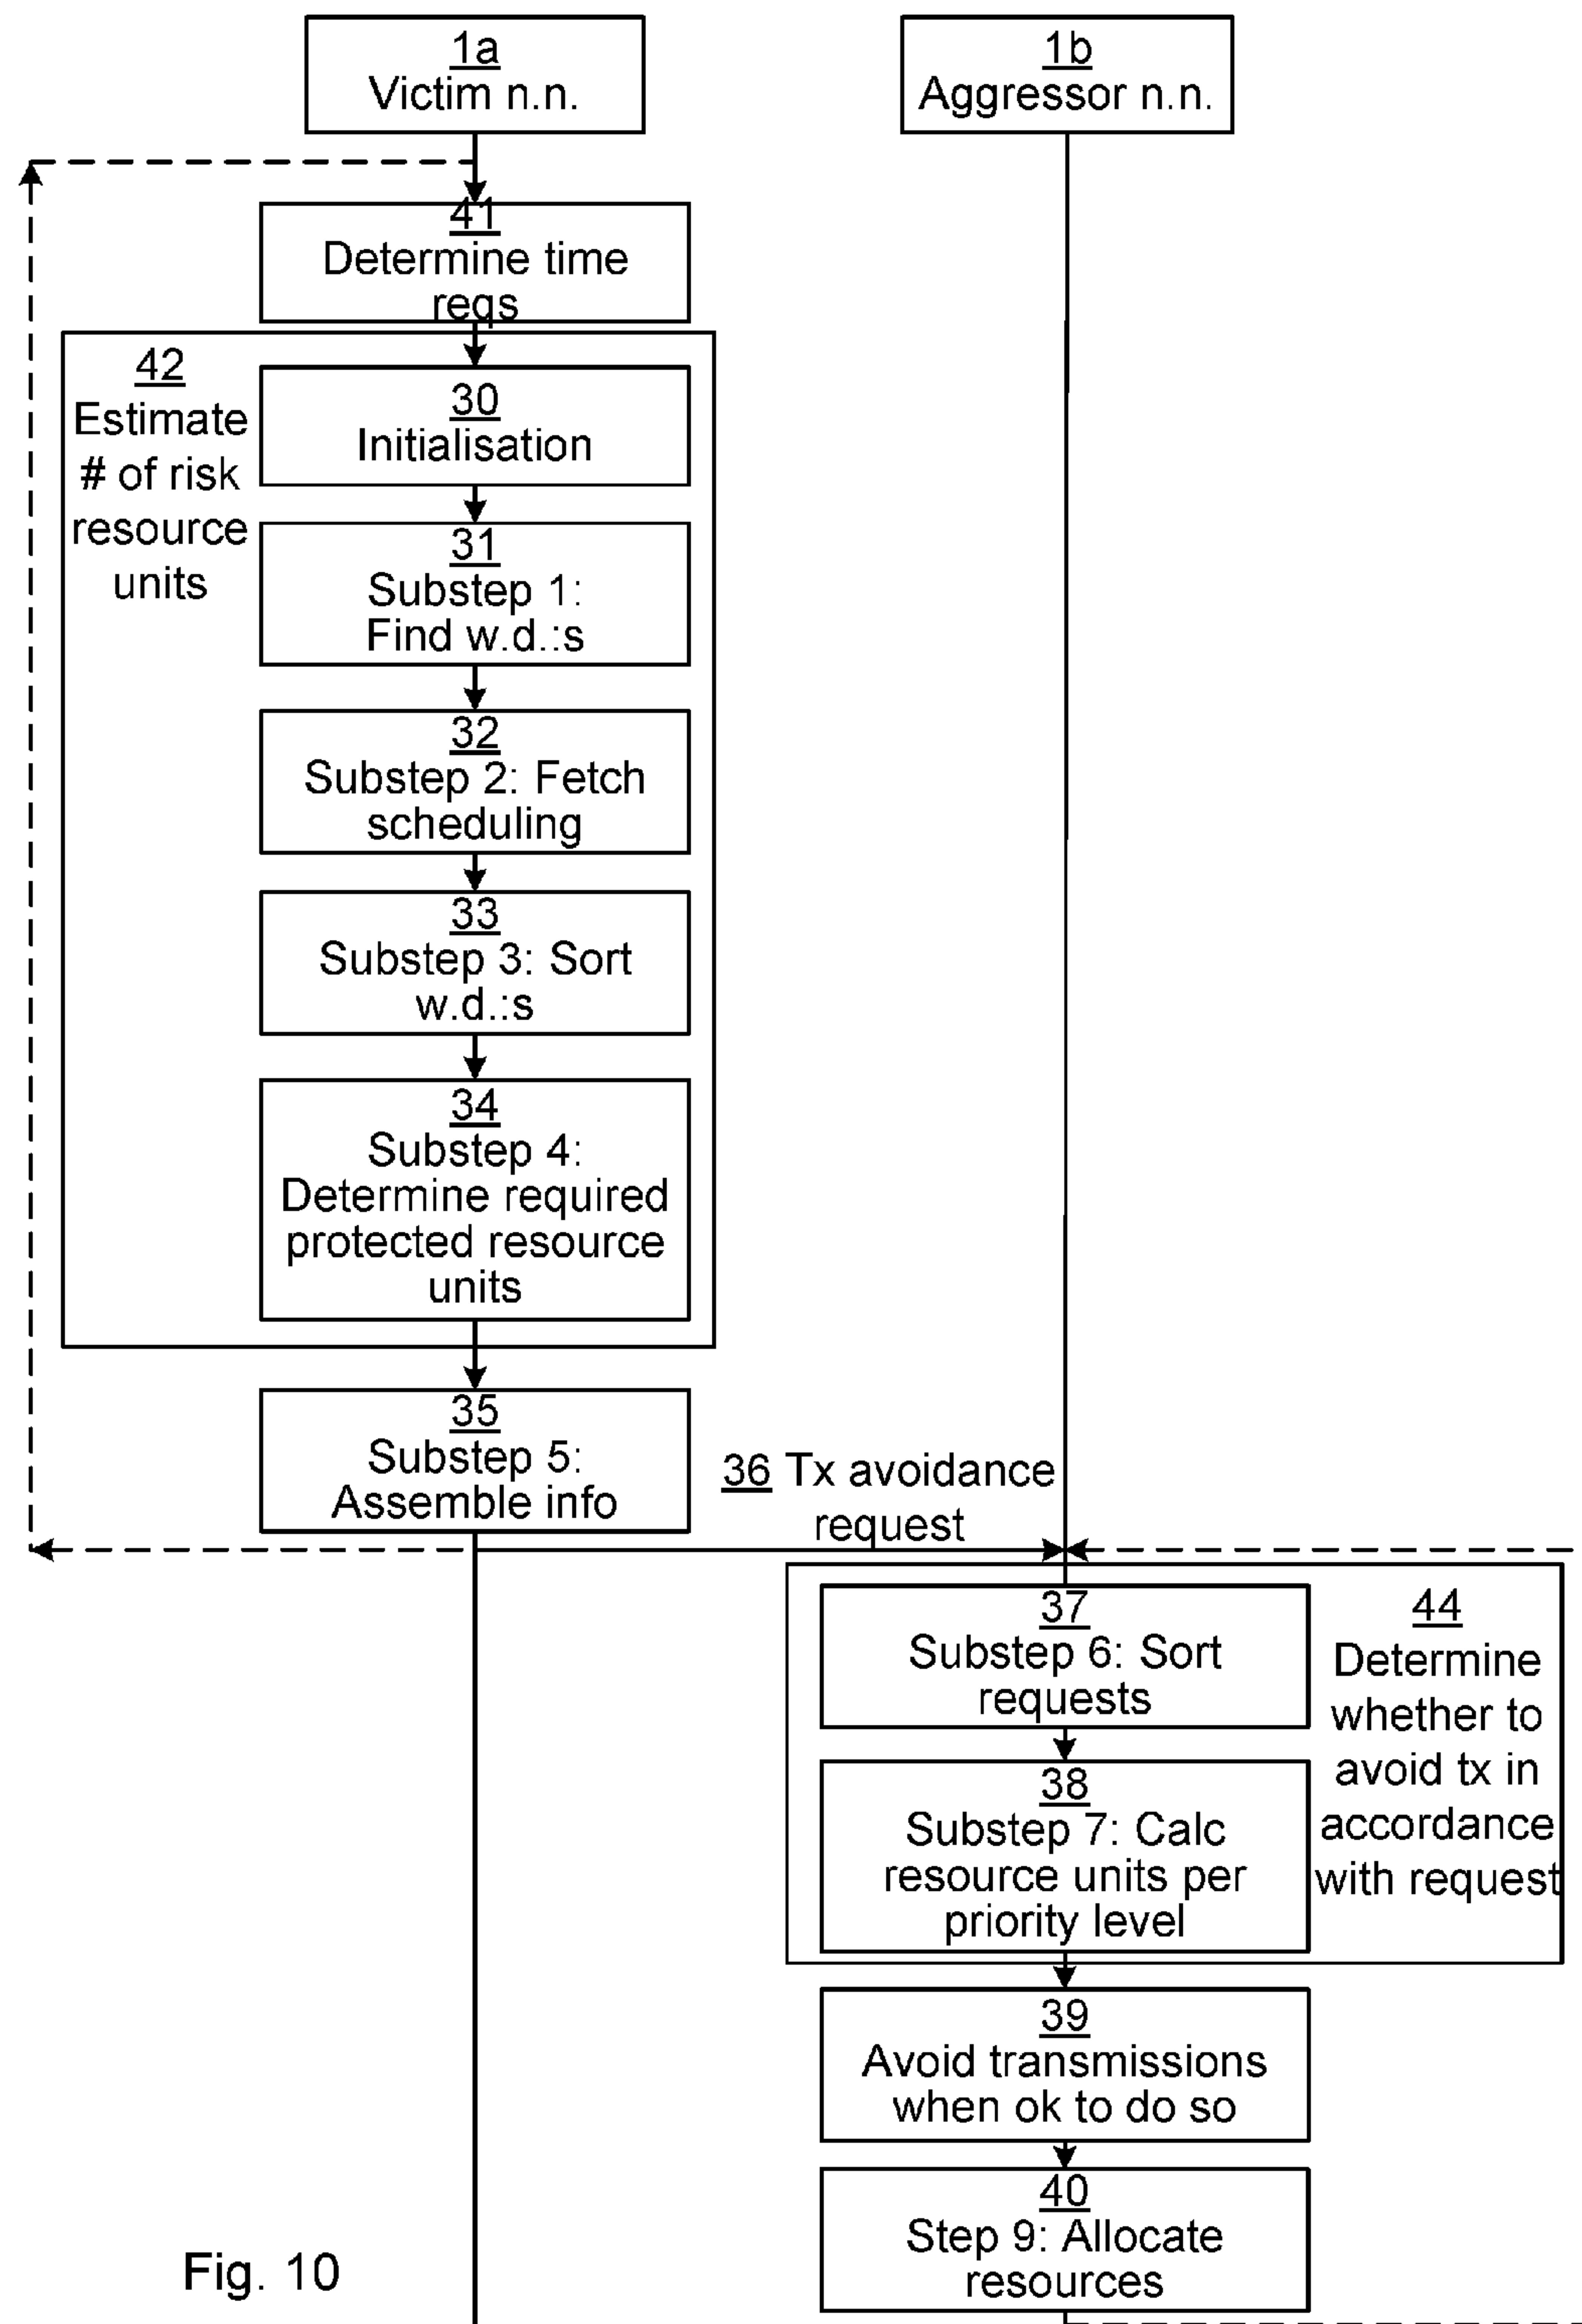 1a
Victim n.n.
1b
Aggressor n.n.
41
Determine time
reqs
42
Estimate
# of risk
resource
units
30
Initialisation
31
Substep 1:
Find w.d.:s
32
Substep 2: Fetch
scheduling
33
Substep 3: Sort
w.d.:s
34
Substep 4:
Determine required
protected resource
units
35
Substep 5:
Assemble info
36 Tx avoidance
request
37
Substep 6: Sort
requests
38
Substep 7: Calc
resource units per
priority level
44
Determine
whether to
avoid tx in
accordance
with request
39
Avoid transmissions
when ok to do so
40
Step 9: Allocate
resources
Fig. 10